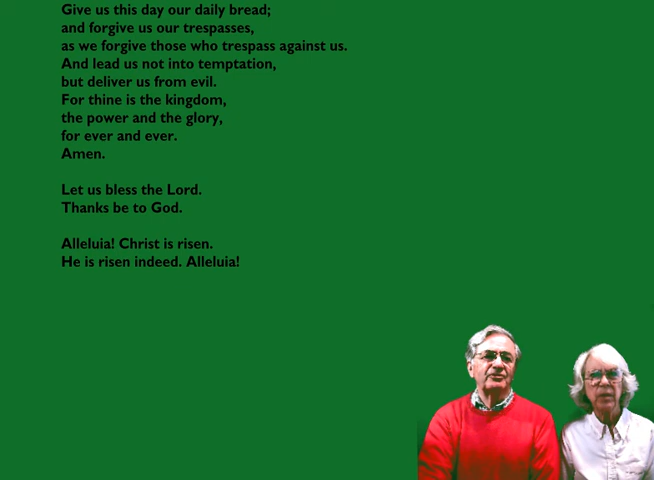 Give us this day our daily bread;
and forgive us our trespasses,
as we forgive those who trespass against us.
And lead us not into temptation,
but deliver us from evil.
For thine is the kingdom,
the power and the glory,
for ever and ever.
Amen.
Let us bless the Lord.
Thanks be to God.
Alleluia! Christ is risen.
He is risen indeed. Alleluia!